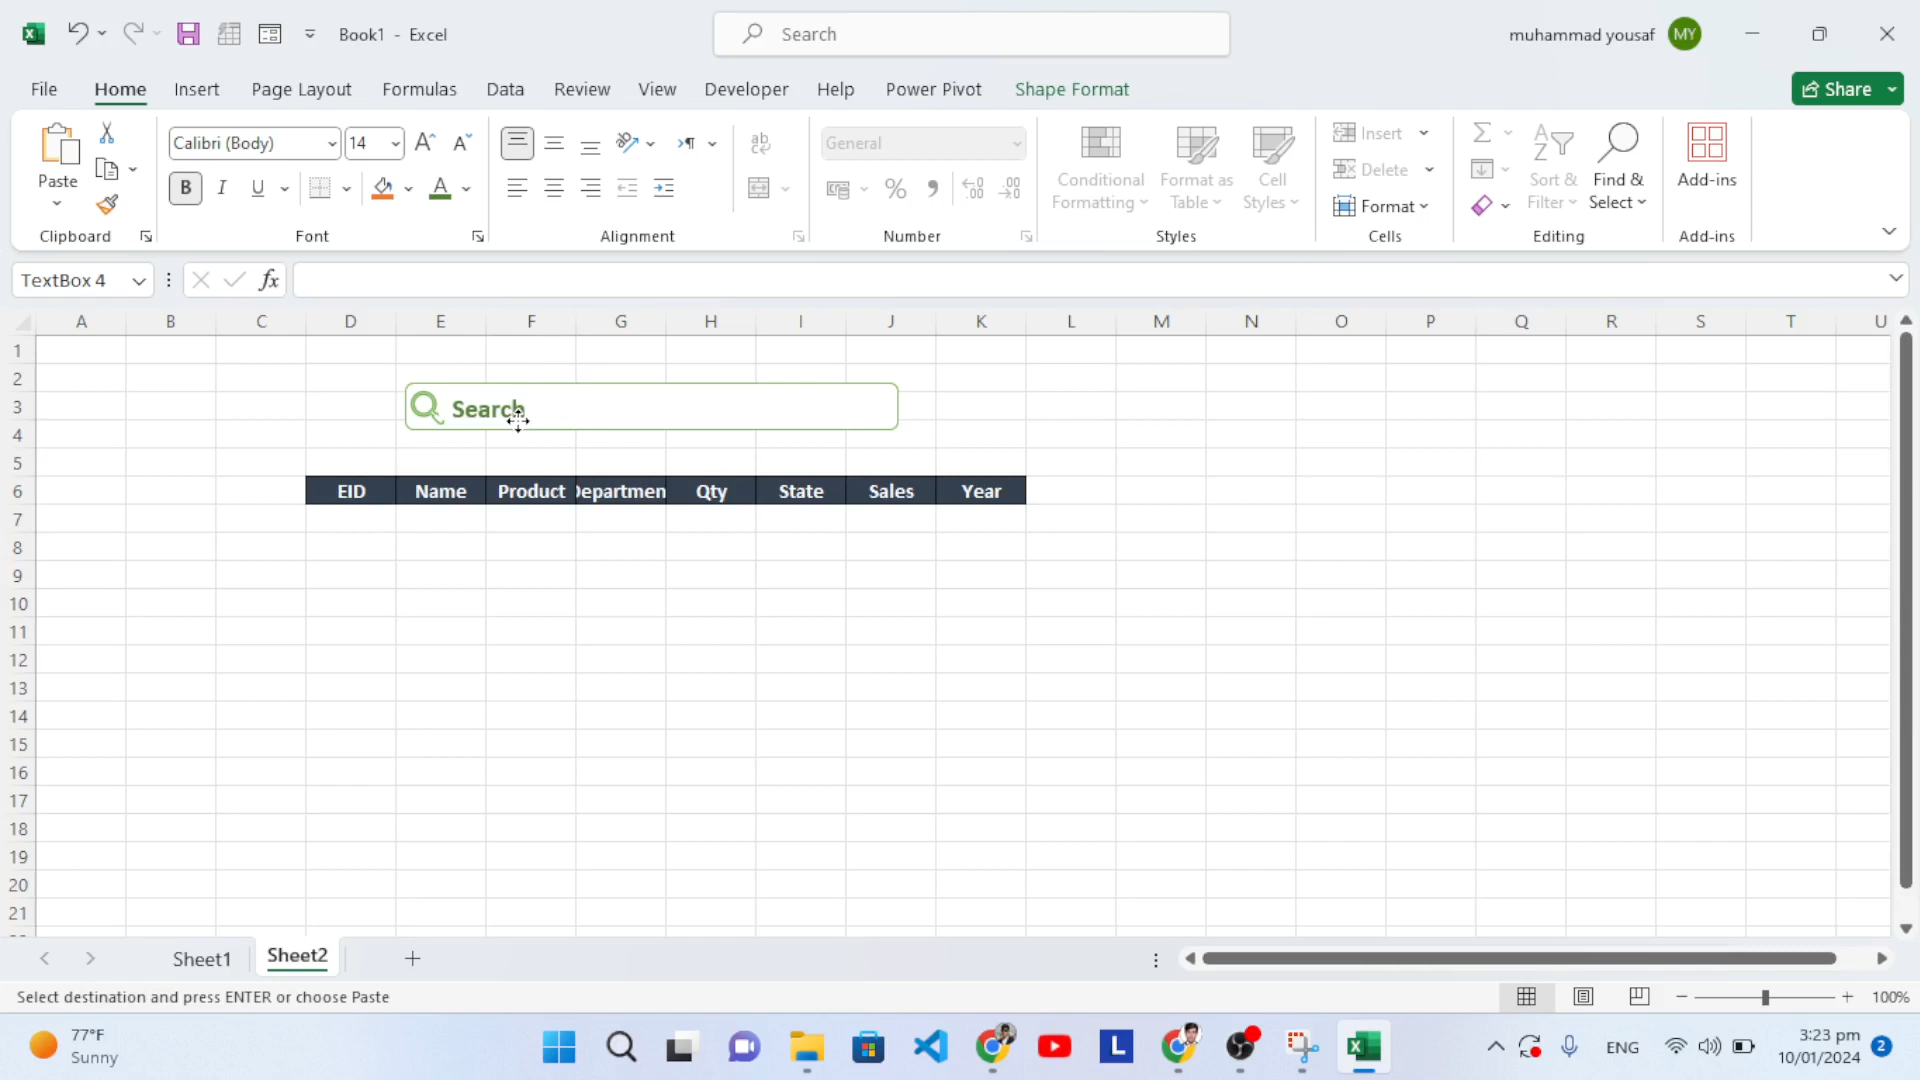 Book1 - Excel
Search
muhammad yousaf
MY
File Home Insert Page Layout Formulas Data Review View Developer Help Power Pivot Shape Format
Share
Paste
Calibri (Body)
14
B I U
A
ab
General
% 9
Conditional
Formatting
Format as
Table
Cell
Styles
Insert
Delete
Format
Sort &
Filter
Find &
Select
Add-ins
Clipboard Font Alignment Number Styles Cells Editing Add-ins
TextBox 4
fx
A B C D E F G H I J K L M N O P Q R S T U
1
2
3
4
5
6
7
8
9
10
11
12
13
14
15
16
17
18
19
20
21
Search
EID Name Product Departmen Qty State Sales Year
Sheet1 Sheet2
Select destination and press ENTER or choose Paste
100%
77°F
Sunny
L
ENG
3:23 pm
10/01/2024
2